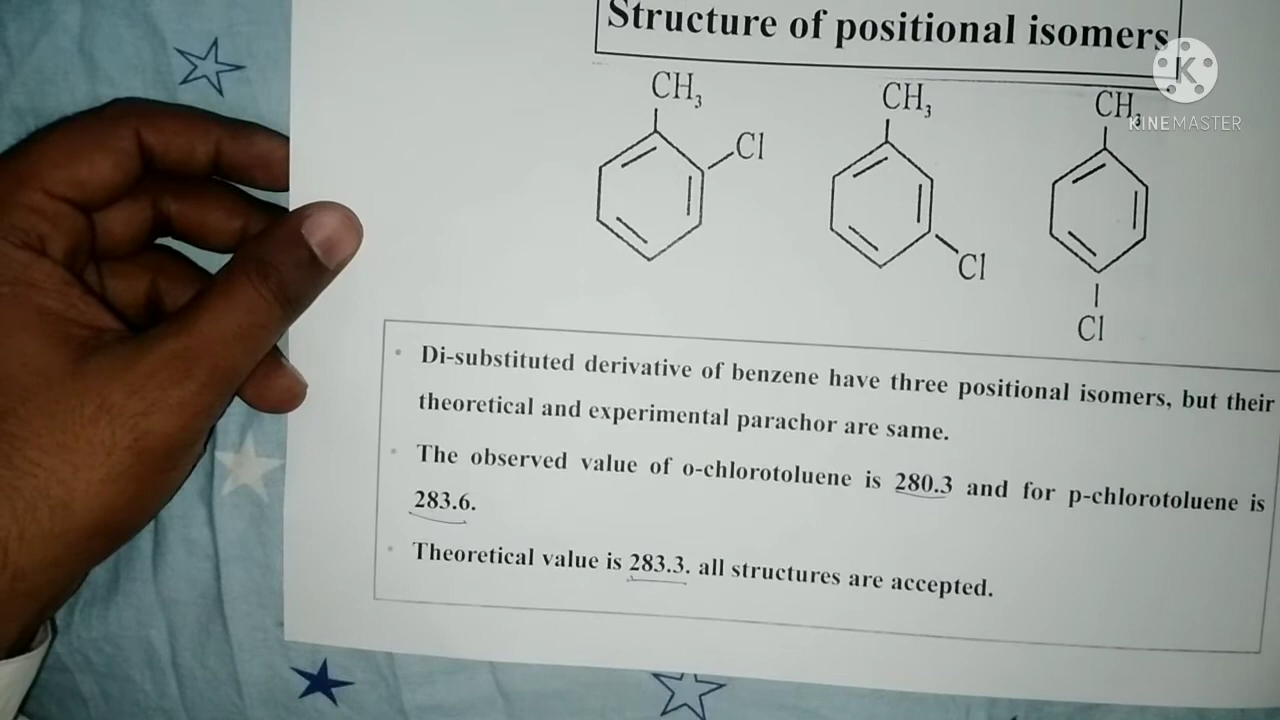 Structure of positional isomers
K
KINEMASTER
CH₃
CH₃
CH₃
Cl
Cl
Cl
Di-substituted derivative of benzene have three positional isomers, but their
theoretical and experimental parachor are same.
The observed value of o-chlorotoluene is 280.3 and for p-chlorotoluene is
283.6.
Theoretical value is 283.3. all structures are accepted.